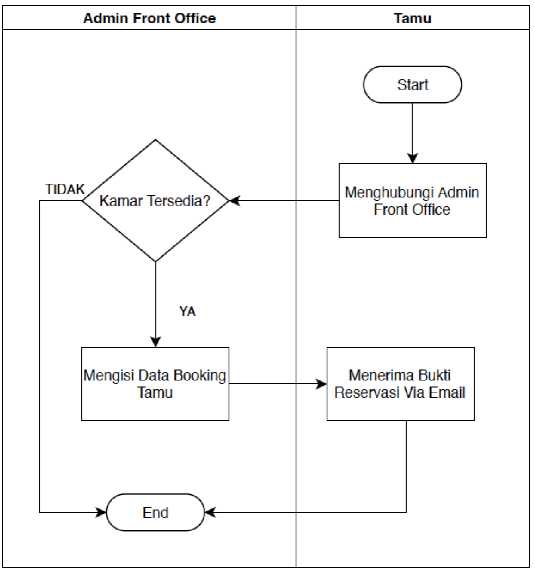 Admin Front Office
Tamu
Start
Menghubungi Admin
Front Office
TIDAK
Kamar Tersedia?
YA
Mengisi Data Booking
Tamu
Menerima Bukti
Reservasi Via Email
End